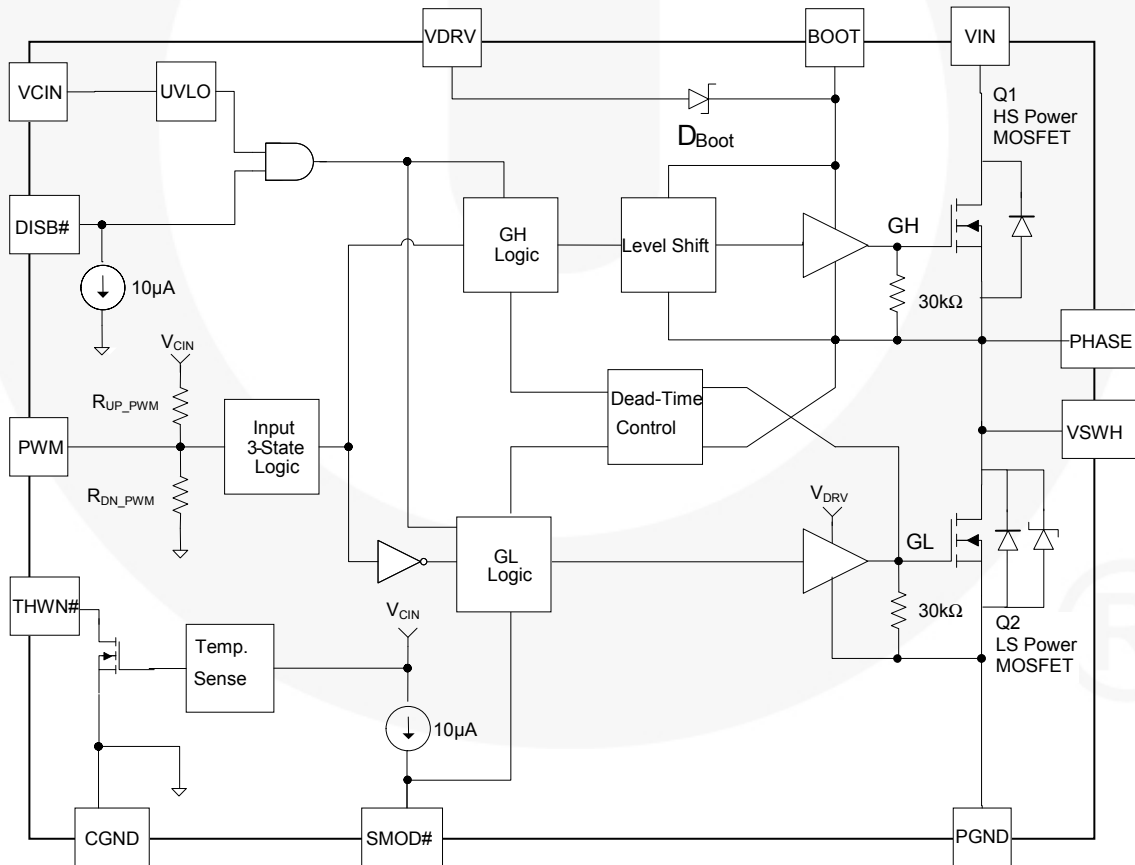 VDRV
BOOT
VIN
VCIN
UVLO
Q1
HS Power
MOSFET
DBoot
DISB#
GH
Logic
Level Shift
GH
10µA
30kΩ
VCIN
PHASE
RUP_PWM
Dead-Time
Control
Input
3-State
Logic
PWM
VSWH
RDN_PWM
VDRV
GL
GL
Logic
THWN#
VCIN
30kΩ
Temp.
Sense
Q2
LS Power
MOSFET
10µA
CGND
SMOD#
PGND
®